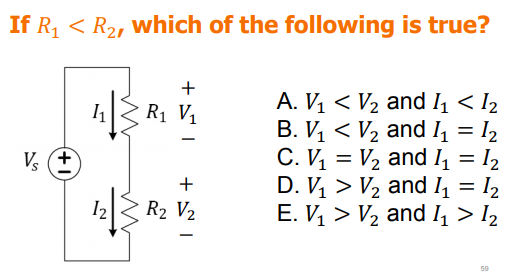 If R₁ < R₂, which of the following is true?
+
I₁ R₁ V₁
−
Vₛ + −
+
I₂ R₂ V₂
−
A. V₁ < V₂ and I₁ < I₂
B. V₁ < V₂ and I₁ = I₂
C. V₁ = V₂ and I₁ = I₂
D. V₁ > V₂ and I₁ = I₂
E. V₁ > V₂ and I₁ > I₂
59